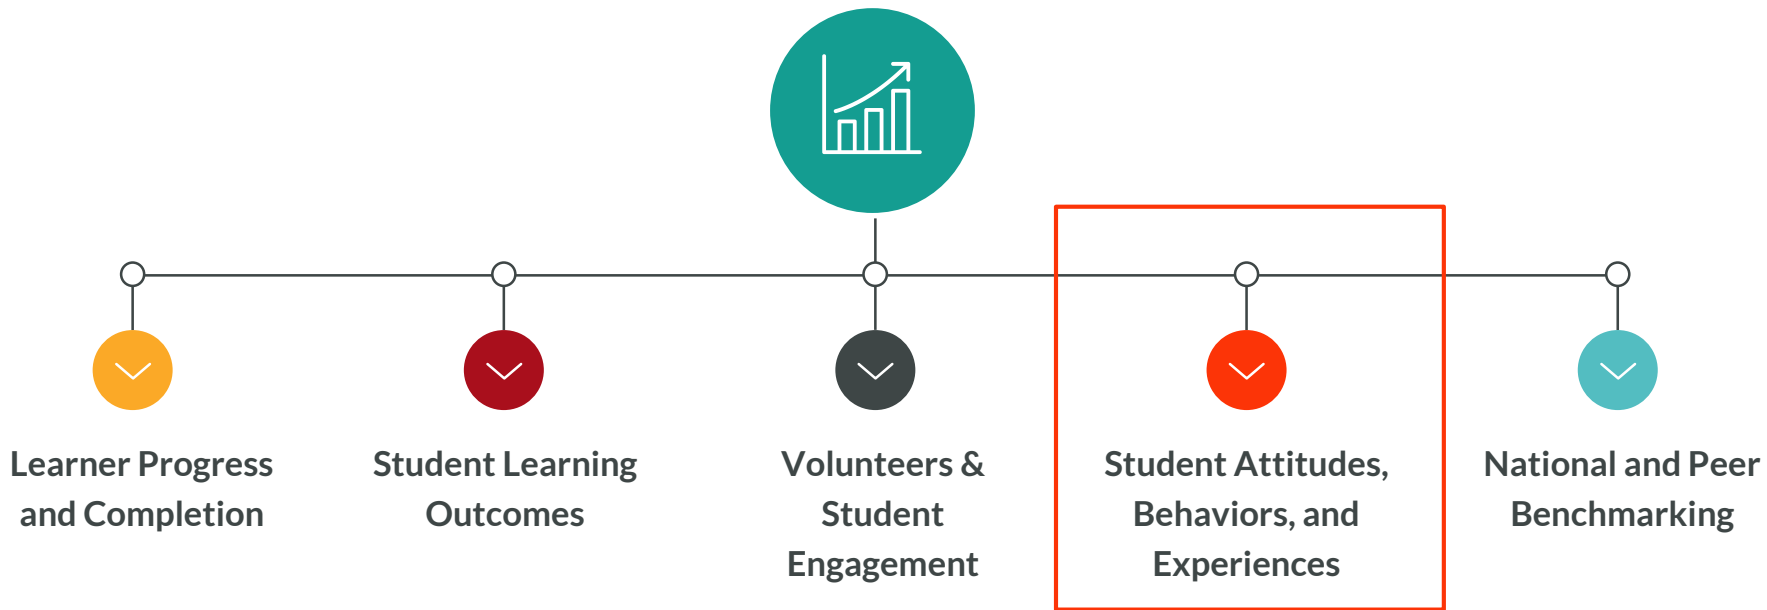 Learner Progress
and Completion
Student Learning
Outcomes
Volunteers &
Student
Engagement
Student Attitudes,
Behaviors, and
Experiences
National and Peer
Benchmarking